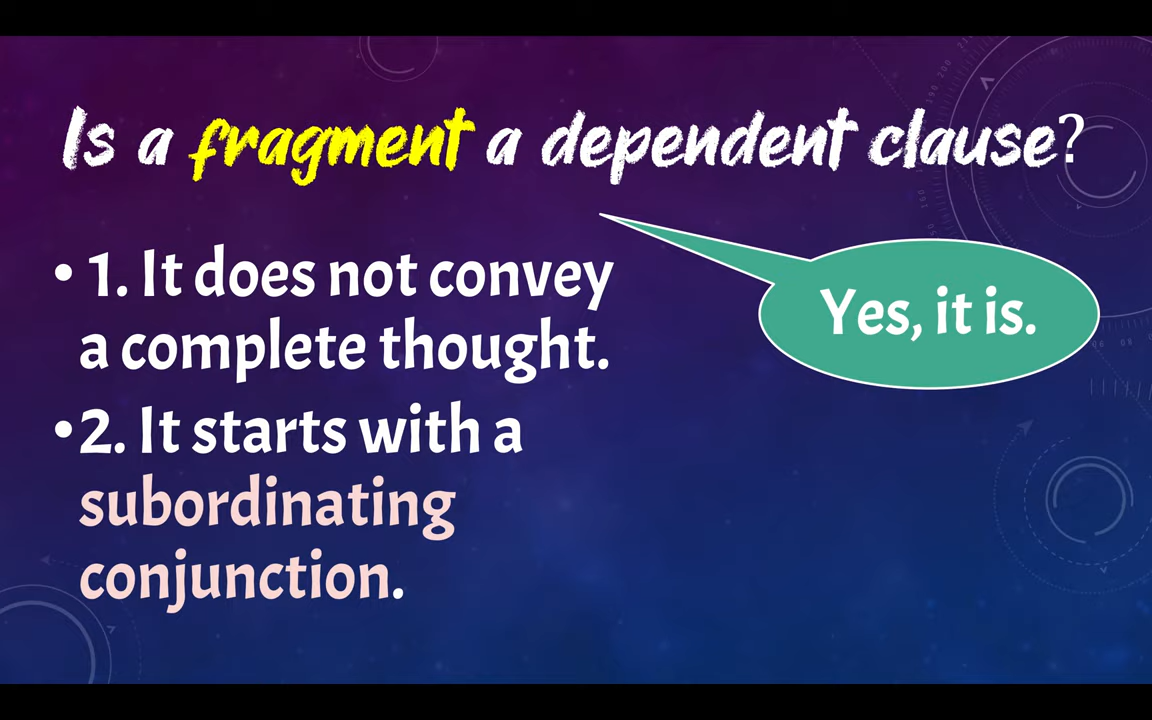 Is a fragment a dependent clause?
• 1. It does not convey
a complete thought.
Yes, it is.
•2. It starts with a
subordinating
conjunction.